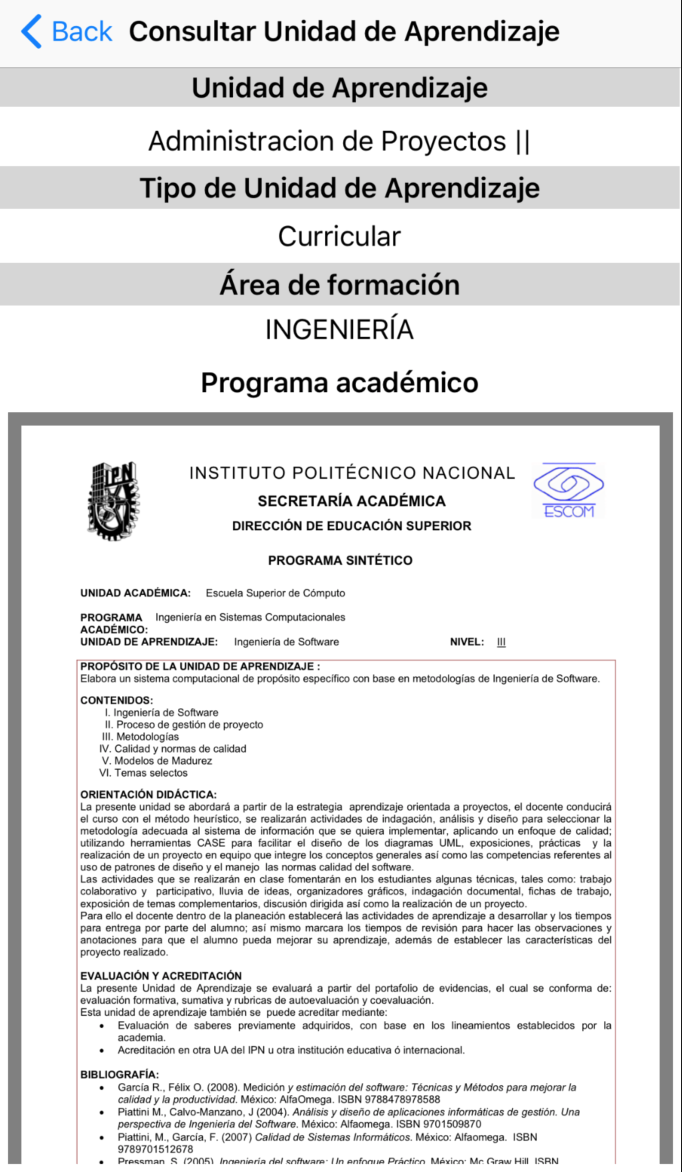 Back Consultar Unidad de Aprendizaje
Unidad de Aprendizaje
Administracion de Proyectos ||
Tipo de Unidad de Aprendizaje
Curricular
Área de formación
INGENIERÍA
Programa académico
IPN
INSTITUTO POLITÉCNICO NACIONAL
SECRETARÍA ACADÉMICA
ESCOM
DIRECCIÓN DE EDUCACIÓN SUPERIOR
PROGRAMA SINTÉTICO
UNIDAD ACADÉMICA: Escuela Superior de Cómputo
PROGRAMA Ingeniería en Sistemas Computacionales
ACADÉMICO:
UNIDAD DE APRENDIZAJE: Ingeniería de Software NIVEL: III
PROPÓSITO DE LA UNIDAD DE APRENDIZAJE :
Elabora un sistema computacional de propósito específico con base en metodologías de Ingeniería de Software.
CONTENIDOS:
I. Ingeniería de Software
II. Proceso de gestión de proyecto
III. Metodologías
IV. Calidad y normas de calidad
V. Modelos de Madurez
VI. Temas selectos
ORIENTACIÓN DIDÁCTICA:
La presente unidad se abordará a partir de la estrategia aprendizaje orientada a proyectos, el docente conducirá
el curso con el método heurístico, se realizarán actividades de indagación, análisis y diseño para seleccionar la
metodología adecuada al sistema de información que se quiera implementar, aplicando un enfoque de calidad;
utilizando herramientas CASE para facilitar el diseño de los diagramas UML, exposiciones, prácticas y la
realización de un proyecto en equipo que integre los conceptos generales así como las competencias referentes al
uso de patrones de diseño y el manejo las normas calidad del software.
Las actividades que se realizarán en clase fomentarán en los estudiantes algunas técnicas, tales como: trabajo
colaborativo y participativo, lluvia de ideas, organizadores gráficos, indagación documental, fichas de trabajo,
exposición de temas complementarios, discusión dirigida así como la realización de un proyecto.
Para ello el docente dentro de la planeación establecerá las actividades de aprendizaje a desarrollar y los tiempos
para entrega por parte del alumno; así mismo marcara los tiempos de revisión para hacer las observaciones y
anotaciones para que el alumno pueda mejorar su aprendizaje, además de establecer las características del
proyecto realizado.
EVALUACIÓN Y ACREDITACIÓN
La presente Unidad de Aprendizaje se evaluará a partir del portafolio de evidencias, el cual se conforma de:
evaluación formativa, sumativa y rubricas de autoevaluación y coevaluación.
Esta unidad de aprendizaje también se puede acreditar mediante:
• Evaluación de saberes previamente adquiridos, con base en los lineamientos establecidos por la
academia.
• Acreditación en otra UA del IPN u otra institución educativa ó internacional.
BIBLIOGRAFÍA:
• García R., Félix O. (2008). Medición y estimación del software: Técnicas y Métodos para mejorar la
calidad y la productividad. México: AlfaOmega. ISBN 9788478978588
• Piattini M., Calvo-Manzano, J (2004). Análisis y diseño de aplicaciones informáticas de gestión. Una
perspectiva de Ingeniería del Software. México: Alfaomega. ISBN 9701509870
• Piattini, M., García, F. (2007) Calidad de Sistemas Informáticos. México: Alfaomega. ISBN
9789701512678
• Pressman, S. (2005). Ingeniería del software: Un enfoque Práctico. México: Mc Graw Hill. ISBN